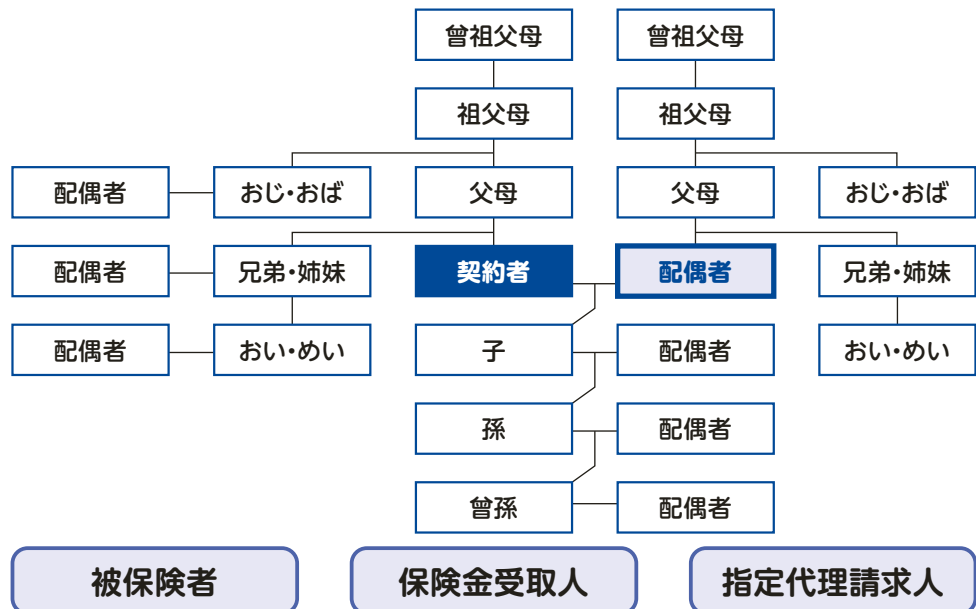 曾祖父母 曾祖父母
祖父母 祖父母
配偶者 おじ・おば 父母 父母 おじ・おば
配偶者 兄弟・姉妹 契約者 配偶者 兄弟・姉妹
配偶者 おい・めい 子 配偶者 おい・めい
孫 配偶者
曾孫 配偶者
被保険者 保険金受取人 指定代理請求人